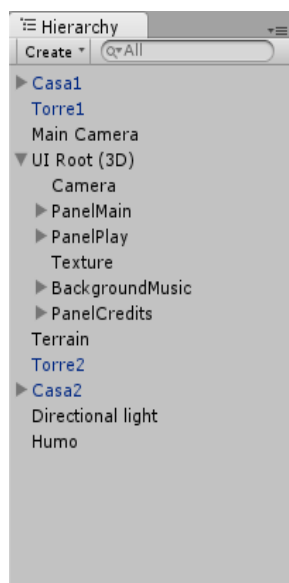 Hierarchy
Create All
Casa1
Torre1
Main Camera
UI Root (3D)
Camera
PanelMain
PanelPlay
Texture
BackgroundMusic
PanelCredits
Terrain
Torre2
Casa2
Directional light
Humo